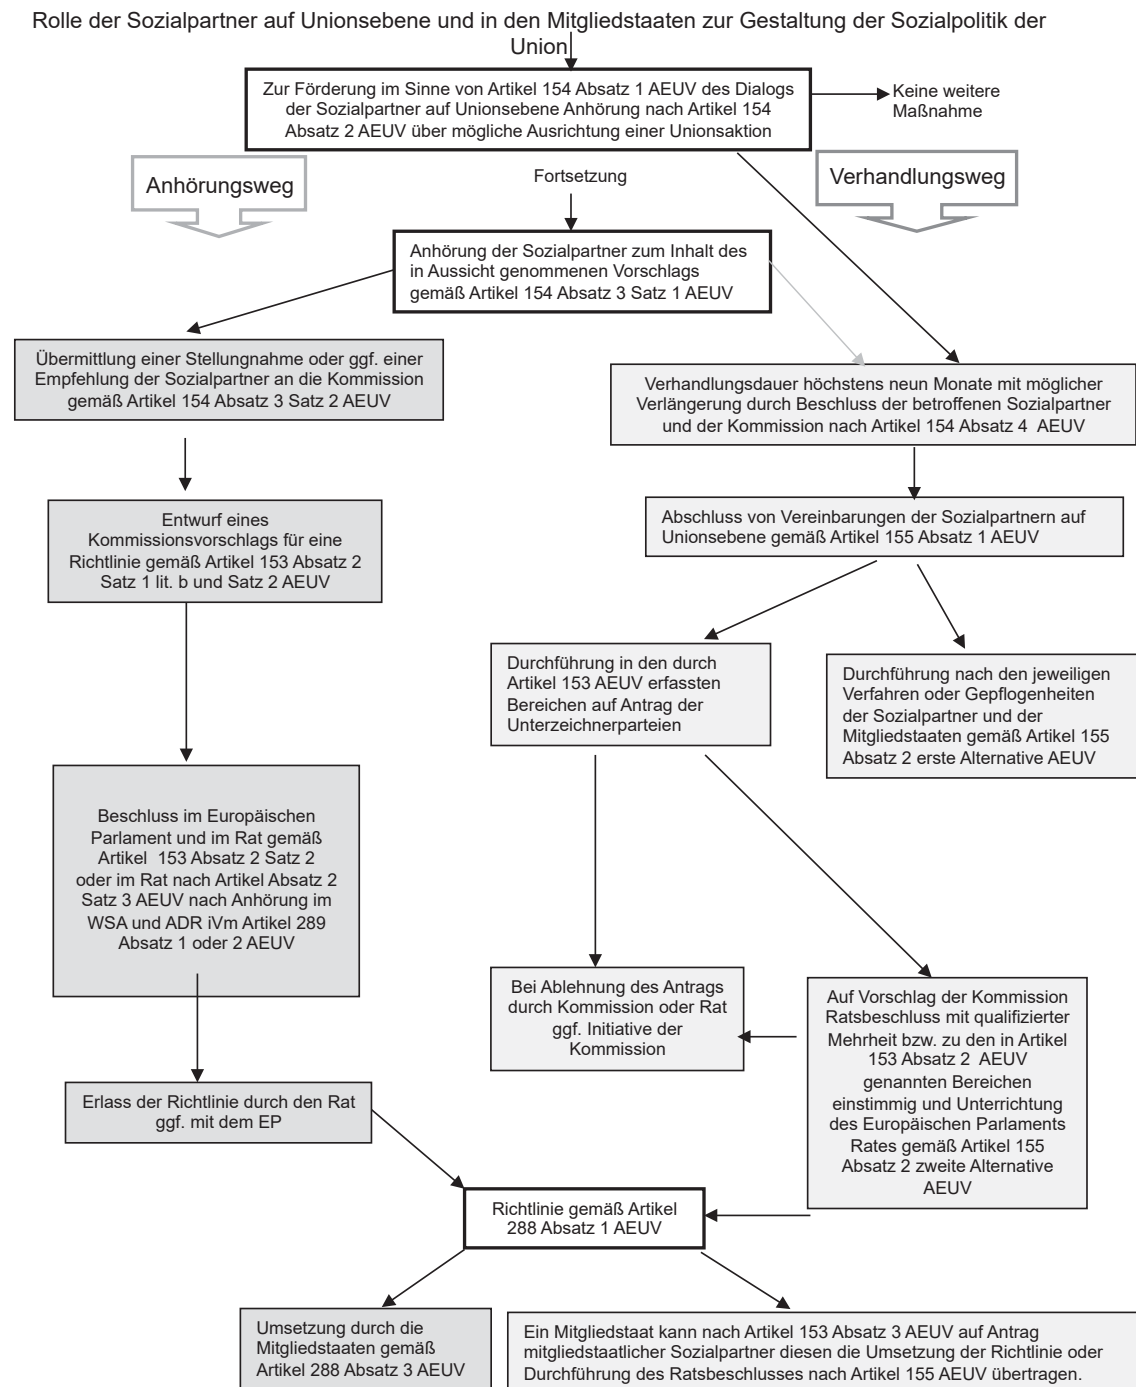 Rolle der Sozialpartner auf Unionsebene und in den Mitgliedstaaten zur Gestaltung der Sozialpolitik der
Union
Zur Förderung im Sinne von Artikel 154 Absatz 1 AEUV des Dialogs
der Sozialpartner auf Unionsebene Anhörung nach Artikel 154
Absatz 2 AEUV über mögliche Ausrichtung einer Unionsaktion
Keine weitere
Maßnahme
Anhörungsweg
Fortsetzung
Verhandlungsweg
Anhörung der Sozialpartner zum Inhalt des
in Aussicht genommenen Vorschlags
gemäß Artikel 154 Absatz 3 Satz 1 AEUV
Übermittlung einer Stellungnahme oder ggf. einer
Empfehlung der Sozialpartner an die Kommission
gemäß Artikel 154 Absatz 3 Satz 2 AEUV
Verhandlungsdauer höchstens neun Monate mit möglicher
Verlängerung durch Beschluss der betroffenen Sozialpartner
und der Kommission nach Artikel 154 Absatz 4 AEUV
Entwurf eines
Kommissionsvorschlags für eine
Richtlinie gemäß Artikel 153 Absatz 2
Satz 1 lit. b und Satz 2 AEUV
Abschluss von Vereinbarungen der Sozialpartnern auf
Unionsebene gemäß Artikel 155 Absatz 1 AEUV
Durchführung in den durch
Artikel 153 AEUV erfassten
Bereichen auf Antrag der
Unterzeichnerparteien
Durchführung nach den jeweiligen
Verfahren oder Gepflogenheiten
der Sozialpartner und der
Mitgliedstaaten gemäß Artikel 155
Absatz 2 erste Alternative AEUV
Beschluss im Europäischen
Parlament und im Rat gemäß
Artikel 153 Absatz 2 Satz 2
oder im Rat nach Artikel Absatz 2
Satz 3 AEUV nach Anhörung im
WSA und ADR iVm Artikel 289
Absatz 1 oder 2 AEUV
Bei Ablehnung des Antrags
durch Kommission oder Rat
ggf. Initiative der
Kommission
Auf Vorschlag der Kommission
Ratsbeschluss mit qualifizierter
Mehrheit bzw. zu den in Artikel
153 Absatz 2 AEUV
genannten Bereichen
einstimmig und Unterrichtung
des Europäischen Parlaments
Rates gemäß Artikel 155
Absatz 2 zweite Alternative
AEUV
Erlass der Richtlinie durch den Rat
ggf. mit dem EP
Richtlinie gemäß Artikel
288 Absatz 1 AEUV
Umsetzung durch die
Mitgliedstaaten gemäß
Artikel 288 Absatz 3 AEUV
Ein Mitgliedstaat kann nach Artikel 153 Absatz 3 AEUV auf Antrag
mitgliedstaatlicher Sozialpartner diesen die Umsetzung der Richtlinie oder
Durchführung des Ratsbeschlusses nach Artikel 155 AEUV übertragen.